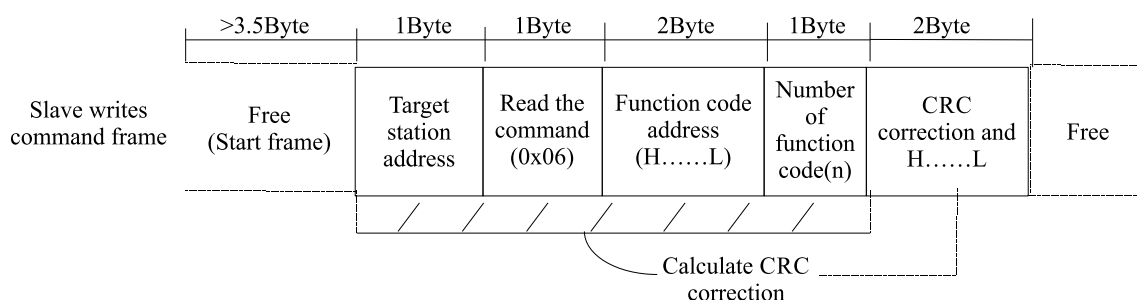 >3.5Byte 1Byte 1Byte 2Byte 1Byte 2Byte
Slave writes
command frame
Free
(Start frame)
Target
station
address
Read the
command
(0x06)
Function code
address
(H......L)
Number
of
function
code(n)
CRC
correction and
H......L
Free
Calculate CRC
correction